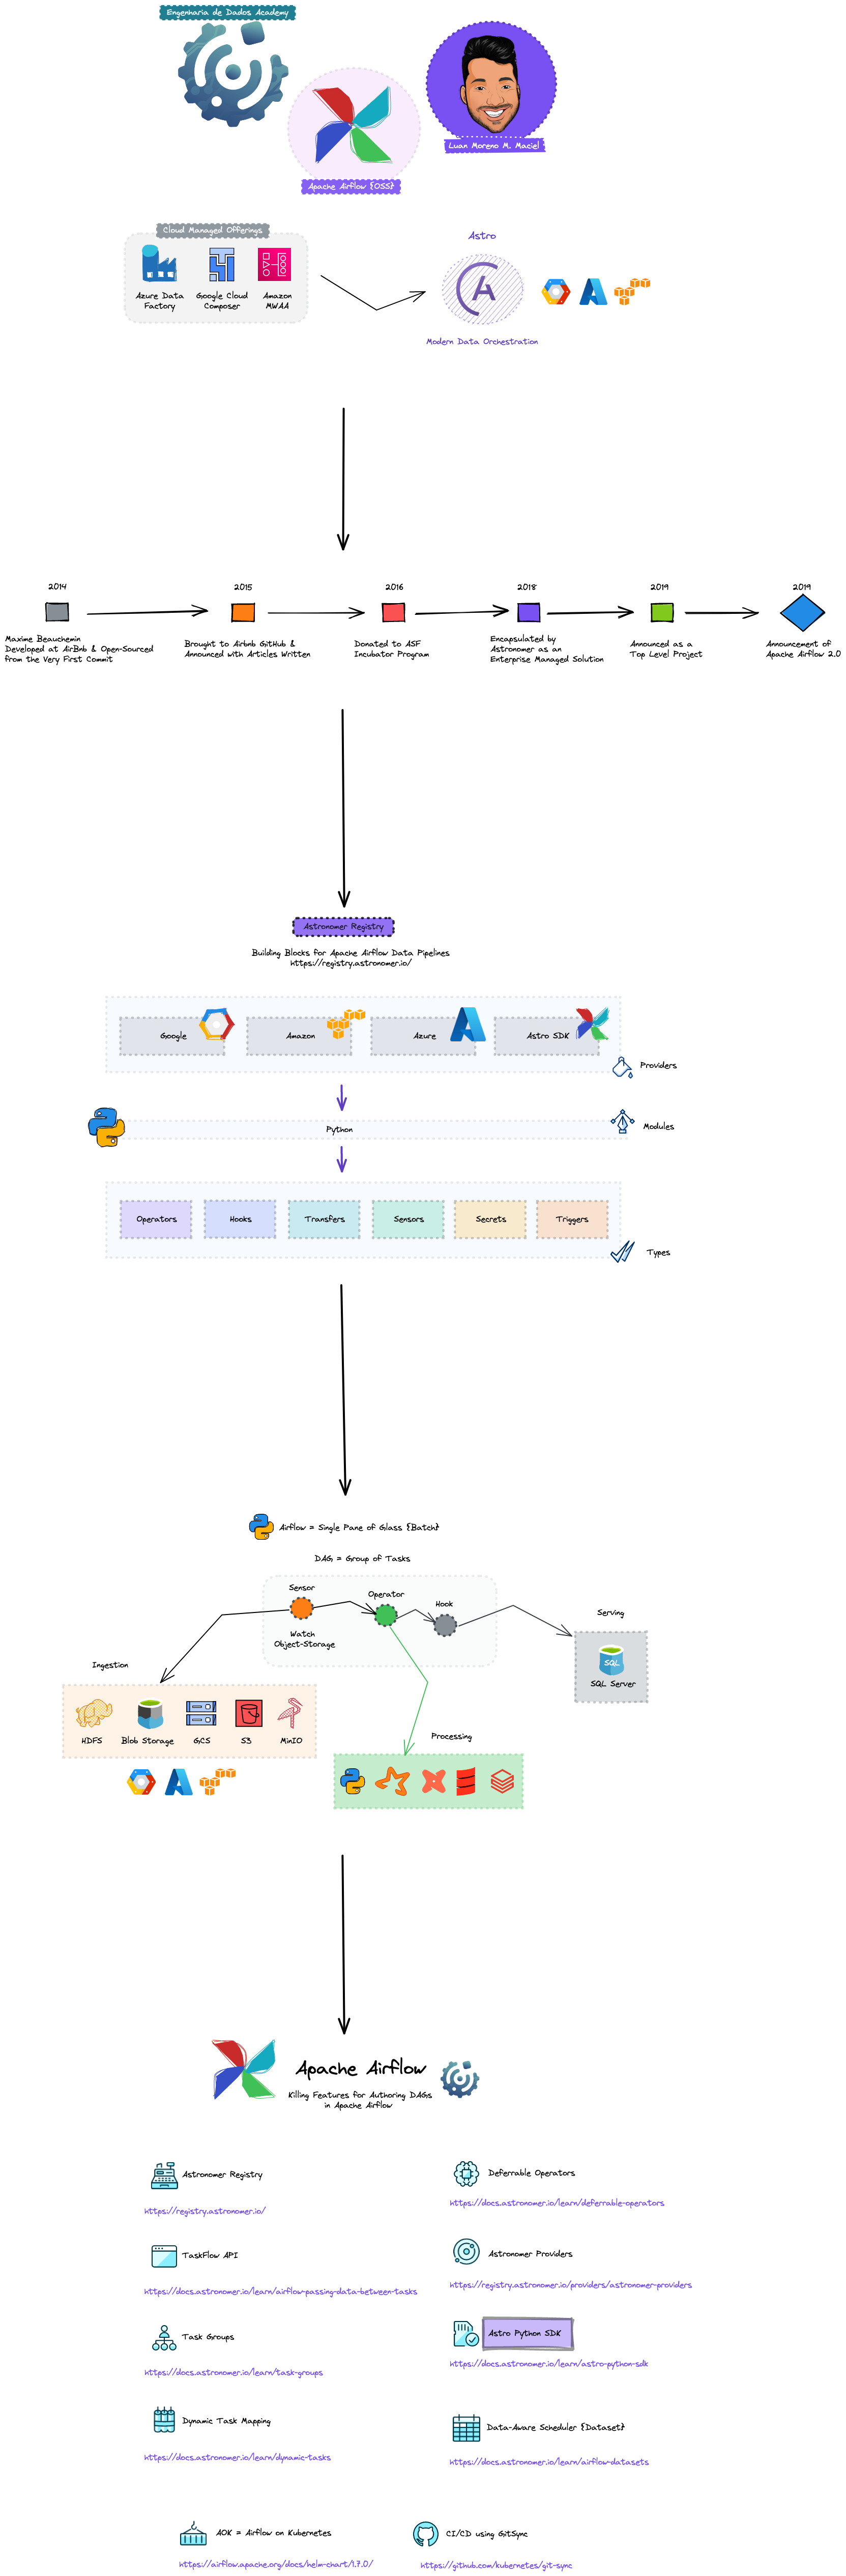 Engenharia de Dados Academy
Luan Moreno M. Maciel
Apache Airflow {OSS}
Cloud Managed Offerings
Azure Data
Factory
Google Cloud
Composer
Amazon
MWAA
Astro
Modern Data Orchestration
2014
Maxime Beauchemin
Developed at AirBnb & Open-Sourced
from the Very First Commit
2015
Brought to Airbnb GitHub &
Announced with Articles Written
2016
Donated to ASF
Incubator Program
2018
Encapsulated by
Astronomer as an
Enterprise Managed Solution
2019
Announced as a
Top Level Project
2019
Announcement of
Apache Airflow 2.0
Astronomer Registry
Building Blocks for Apache Airflow Data Pipelines
https://registry.astronomer.io/
Google
Amazon
Azure
Astro SDK
Providers
Python
Modules
Operators
Hooks
Transfers
Sensors
Secrets
Triggers
Types
Airflow = Single Pane of Glass {Batch}
DAG = Group of Tasks
Sensor
Watch
Object-Storage
Operator
Hook
Serving
SQL
SQL Server
Ingestion
HDFS
Blob Storage
GCS
S3
MinIO
Processing
Apache Airflow
Killing Features for Authoring DAGs
in Apache Airflow
Astronomer Registry
https://registry.astronomer.io/
Deferrable Operators
https://docs.astronomer.io/learn/deferrable-operators
TaskFlow API
https://docs.astronomer.io/learn/airflow-passing-data-between-tasks
Astronomer Providers
https://registry.astronomer.io/providers/astronomer-providers
Task Groups
https://docs.astronomer.io/learn/task-groups
Astro Python SDK
https://docs.astronomer.io/learn/astro-python-sdk
Dynamic Task Mapping
https://docs.astronomer.io/learn/dynamic-tasks
Data-Aware Scheduler {Dataset}
https://docs.astronomer.io/learn/airflow-datasets
AOK = Airflow on Kubernetes
https://airflow.apache.org/docs/helm-chart/1.7.0/
CI/CD using GitSync
https://github.com/kubernetes/git-sync